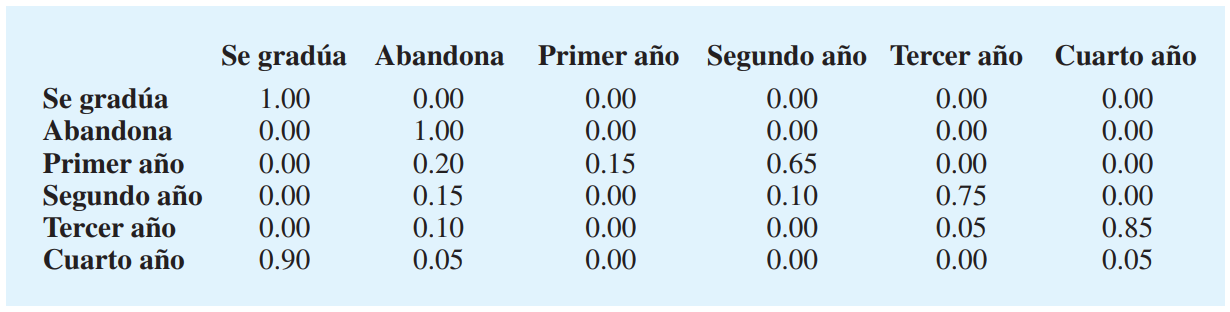 Se gradúa Abandona Primer año Segundo año Tercer año Cuarto año
Se gradúa 1.00 0.00 0.00 0.00 0.00 0.00
Abandona 0.00 1.00 0.00 0.00 0.00 0.00
Primer año 0.00 0.20 0.15 0.65 0.00 0.00
Segundo año 0.00 0.15 0.00 0.10 0.75 0.00
Tercer año 0.00 0.10 0.00 0.00 0.05 0.85
Cuarto año 0.90 0.05 0.00 0.00 0.00 0.05